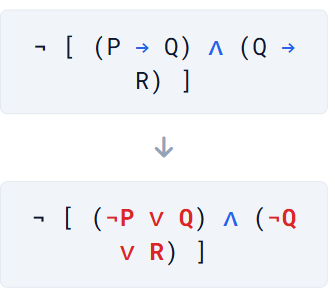 ¬ [ (P → Q) ∧ (Q →
R) ]
↓
¬ [ (¬P ∨ Q) ∧ (¬Q
∨ R) ]